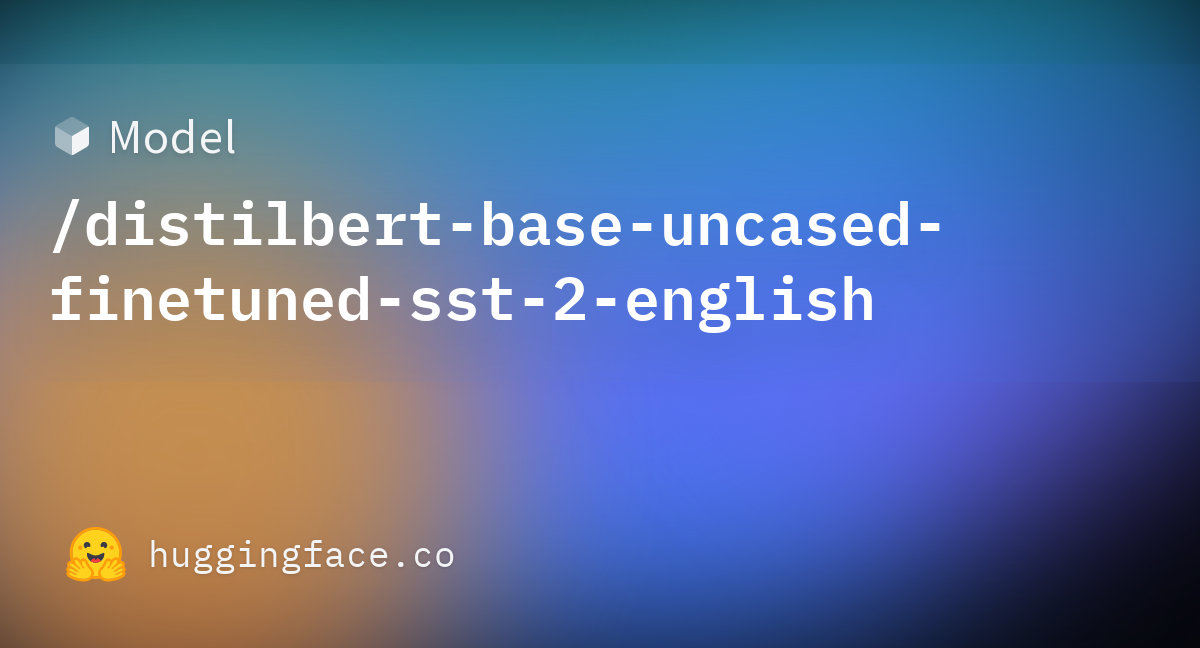 Model
/distilbert-base-uncased-
finetuned-sst-2-english
huggingface.co